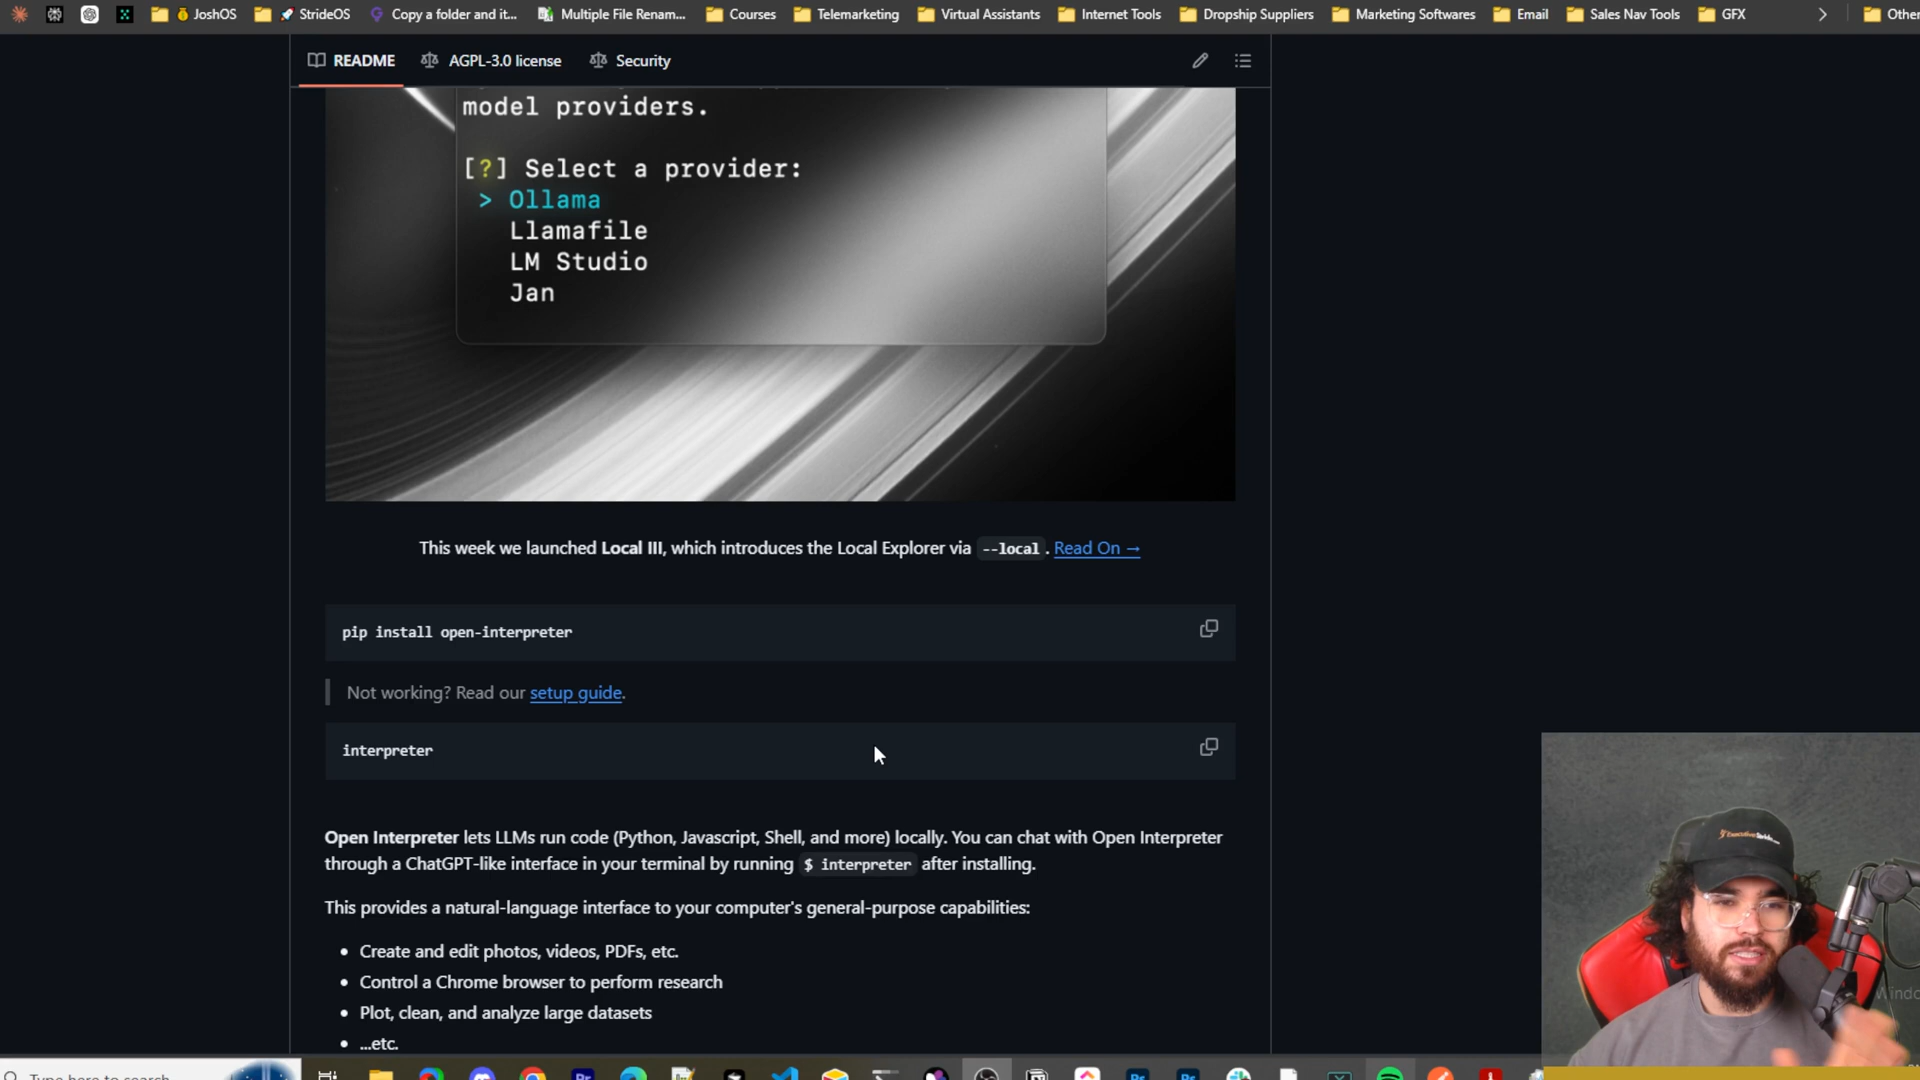 JoshOS StrideOS Copy a folder and it... Multiple File Renam... Courses Telemarketing Virtual Assistants Internet Tools Dropship Suppliers Marketing Softwares Email Sales Nav Tools GFX Other
README AGPL-3.0 license Security
model providers.
[?] Select a provider:
> Ollama
Llamafile
LM Studio
Jan
This week we launched Local III, which introduces the Local Explorer via --local. Read On →
pip install open-interpreter
Not working? Read our setup guide.
interpreter
Open Interpreter lets LLMs run code (Python, Javascript, Shell, and more) locally. You can chat with Open Interpreter
through a ChatGPT-like interface in your terminal by running $ interpreter after installing.
This provides a natural-language interface to your computer's general-purpose capabilities:
• Create and edit photos, videos, PDFs, etc.
• Control a Chrome browser to perform research
• Plot, clean, and analyze large datasets
• ...etc.
Type here to search